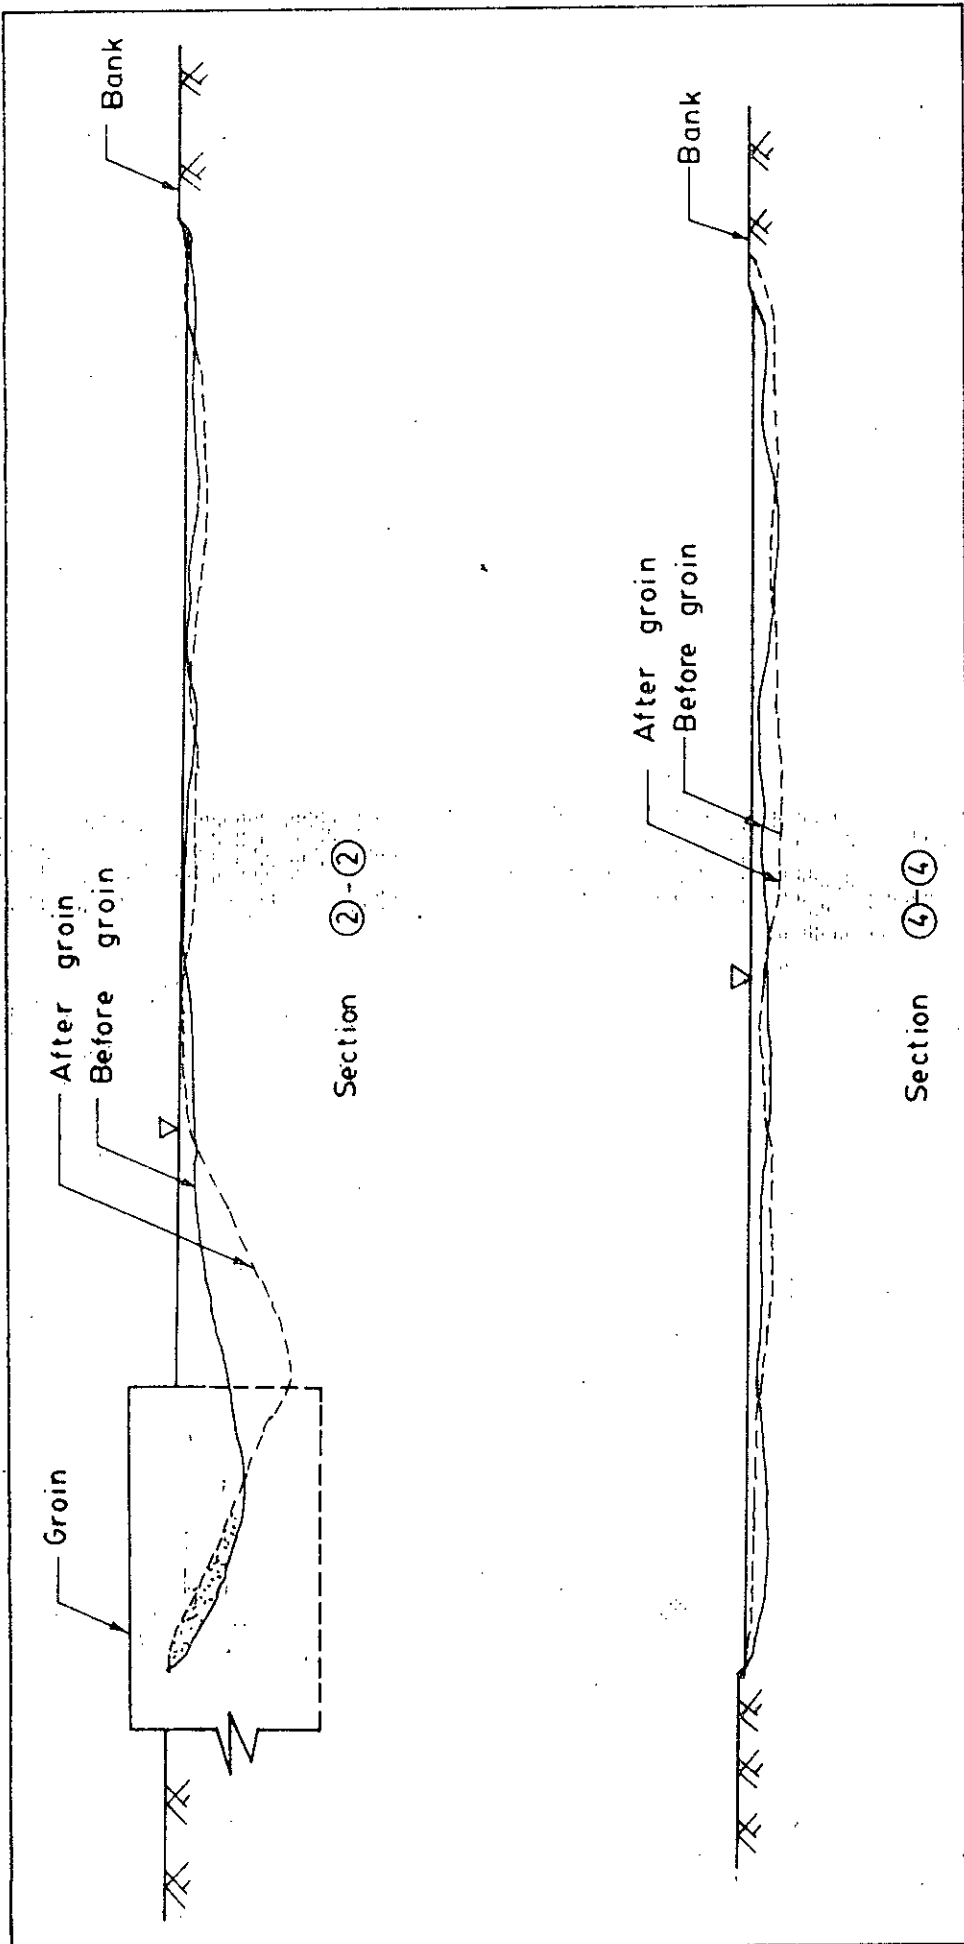 Groin
After groin
Before groin
Bank
Section ②-②
After groin
Before groin
Bank
Section ④-④